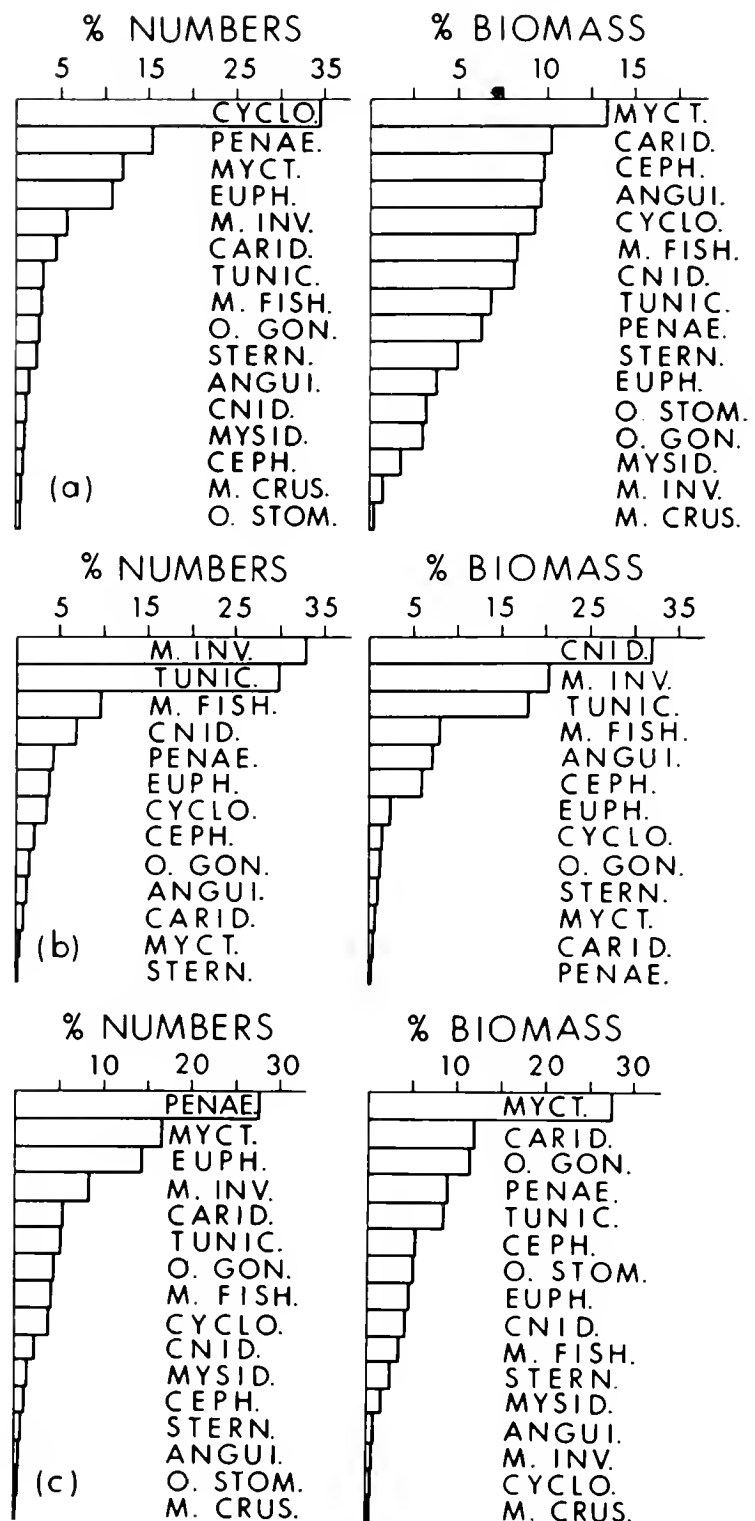 % NUMBERS
5 15 25 35
CYCLO.
PENAE.
MYCT.
EUPH.
M. INV.
CARID.
TUNIC.
M. FISH.
O. GON.
STERN.
ANGUI.
CNID.
MYSID.
CEPH.
M. CRUS.
O. STOM.
(a)
% BIOMASS
5 10 15
MYCT.
CARID.
CEPH.
ANGUI.
CYCLO.
M. FISH.
CNID.
TUNIC.
PENAE.
STERN.
EUPH.
O. STOM.
O. GON.
MYSID.
M. INV.
M. CRUS.
% NUMBERS
5 15 25 35
M. INV.
TUNIC.
M. FISH.
CNID.
PENAE.
EUPH.
CYCLO.
CEPH.
O. GON.
ANGUI.
CARID.
MYCT.
STERN.
(b)
% BIOMASS
5 15 25 35
CNID.
M. INV.
TUNIC.
M. FISH.
ANGUI.
CEPH.
EUPH.
CYCLO.
O. GON.
STERN.
MYCT.
CARID.
PENAE.
% NUMBERS
10 20 30
PENAE.
MYCT.
EUPH.
M. INV.
CARID.
TUNIC.
O. GON.
M. FISH.
CYCLO.
CNID.
MYSID.
CEPH.
STERN.
ANGUI.
O. STOM.
M. CRUS.
(c)
% BIOMASS
10 20 30
MYCT.
CARID.
O. GON.
PENAE.
TUNIC.
CEPH.
O. STOM.
EUPH.
CNID.
M. FISH.
STERN.
MYSID.
ANGUI.
M. INV.
CYCLO.
M. CRUS.